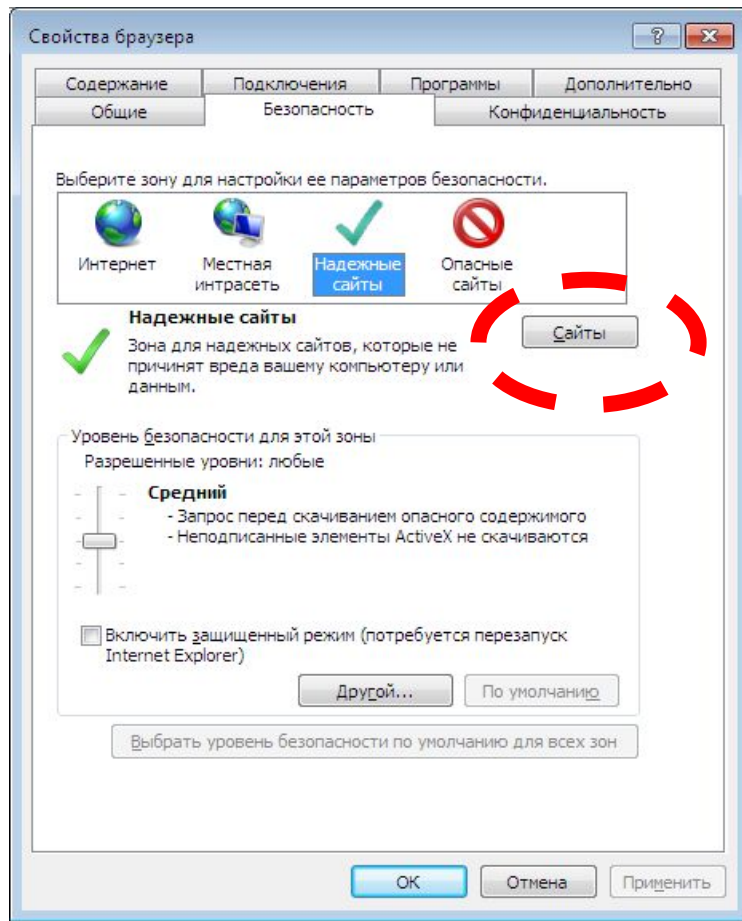 Свойства браузера
Содержание Подключения Программы Дополнительно
Общие Безопасность Конфиденциальность
Выберите зону для настройки ее параметров безопасности.
Интернет Местная интрасеть Надежные сайты Опасные сайты
Надежные сайты
Сайты
Зона для надежных сайтов, которые не
причинят вреда вашему компьютеру или
данным.
Уровень безопасности для этой зоны
Разрешенные уровни: любые
Средний
- Запрос перед скачиванием опасного содержимого
- Неподписанные элементы ActiveX не скачиваются
Включить защищенный режим (потребуется перезапуск
Internet Explorer)
Другой... По умолчанию
Выбрать уровень безопасности по умолчанию для всех зон
OK Отмена Применить